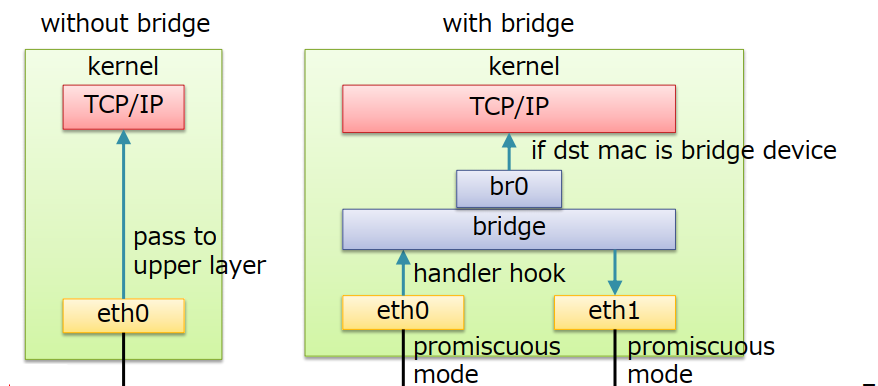 without bridge
kernel
TCP/IP
pass to
upper layer
eth0
with bridge
kernel
TCP/IP
if dst mac is bridge device
br0
bridge
handler hook
eth0
eth1
promiscuous
mode
promiscuous
mode